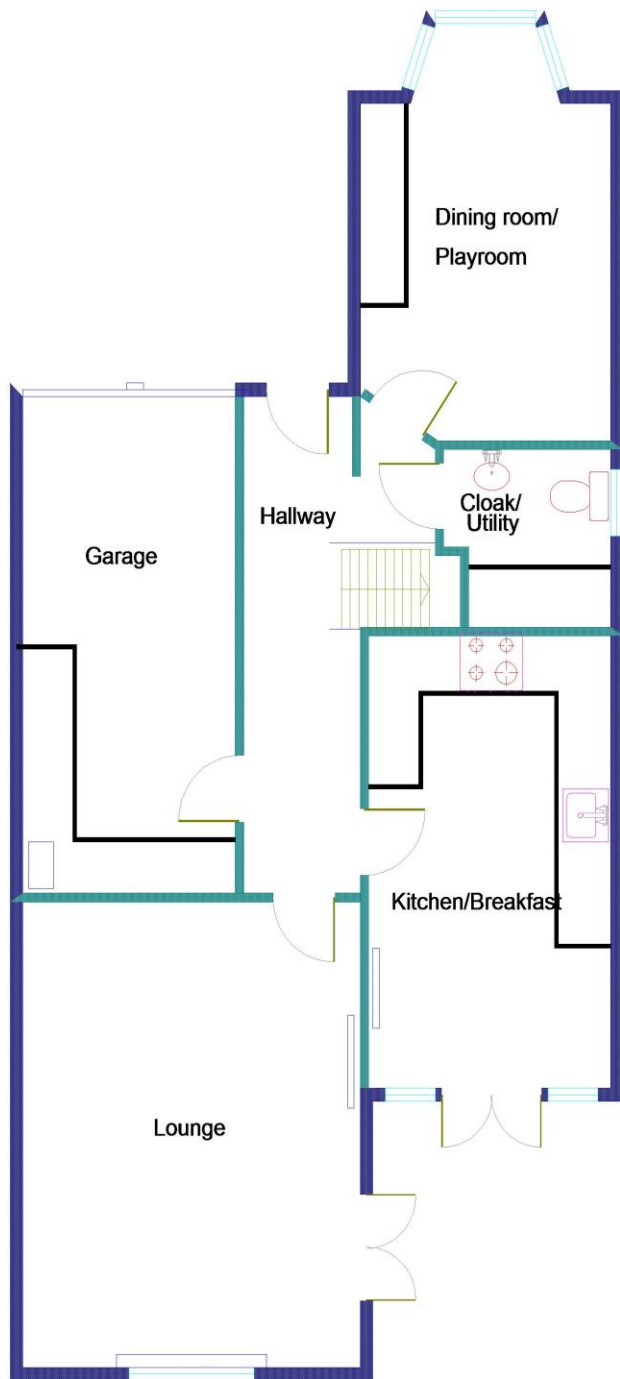 Dining room/
Playroom
Hallway
Cloak/
Utility
Garage
Kitchen/Breakfast
Lounge